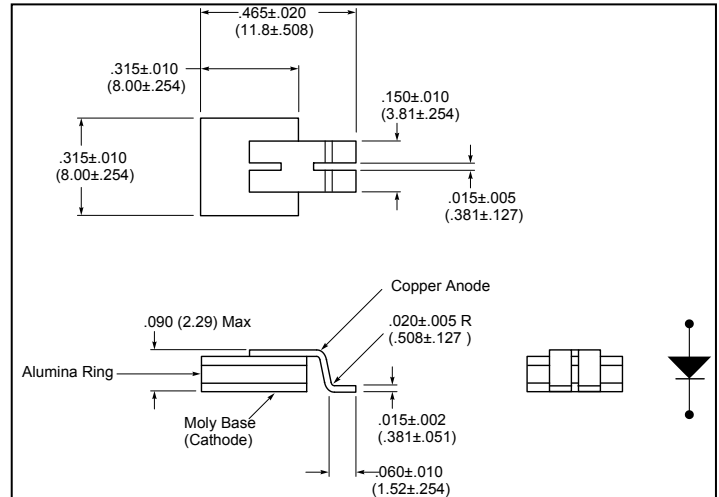 .465±.020
(11.8±.508)
.315±.010
(8.00±.254)
.150±.010
(3.81±.254)
.315±.010
(8.00±.254)
.015±.005
(.381±.127)
Copper Anode
.090 (2.29) Max
.020±.005 R
(.508±.127 )
Alumina Ring
Moly Base
(Cathode)
.015±.002
(.381±.051)
.060±.010
(1.52±.254)